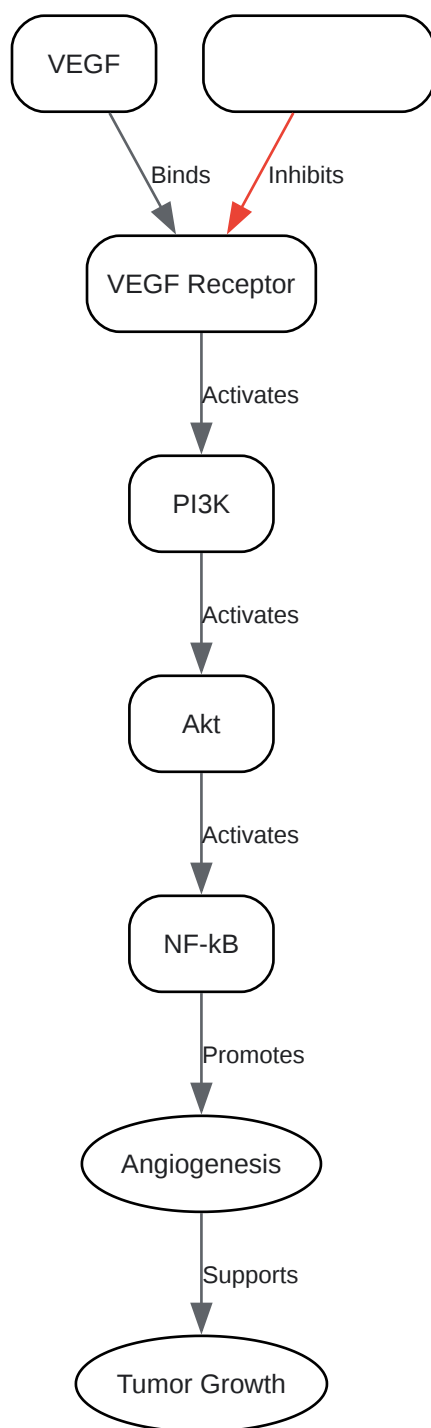 VEGF
Binds
Inhibits
VEGF Receptor
Activates
PI3K
Activates
Akt
Activates
NF-kB
Promotes
Angiogenesis
Supports
Tumor Growth